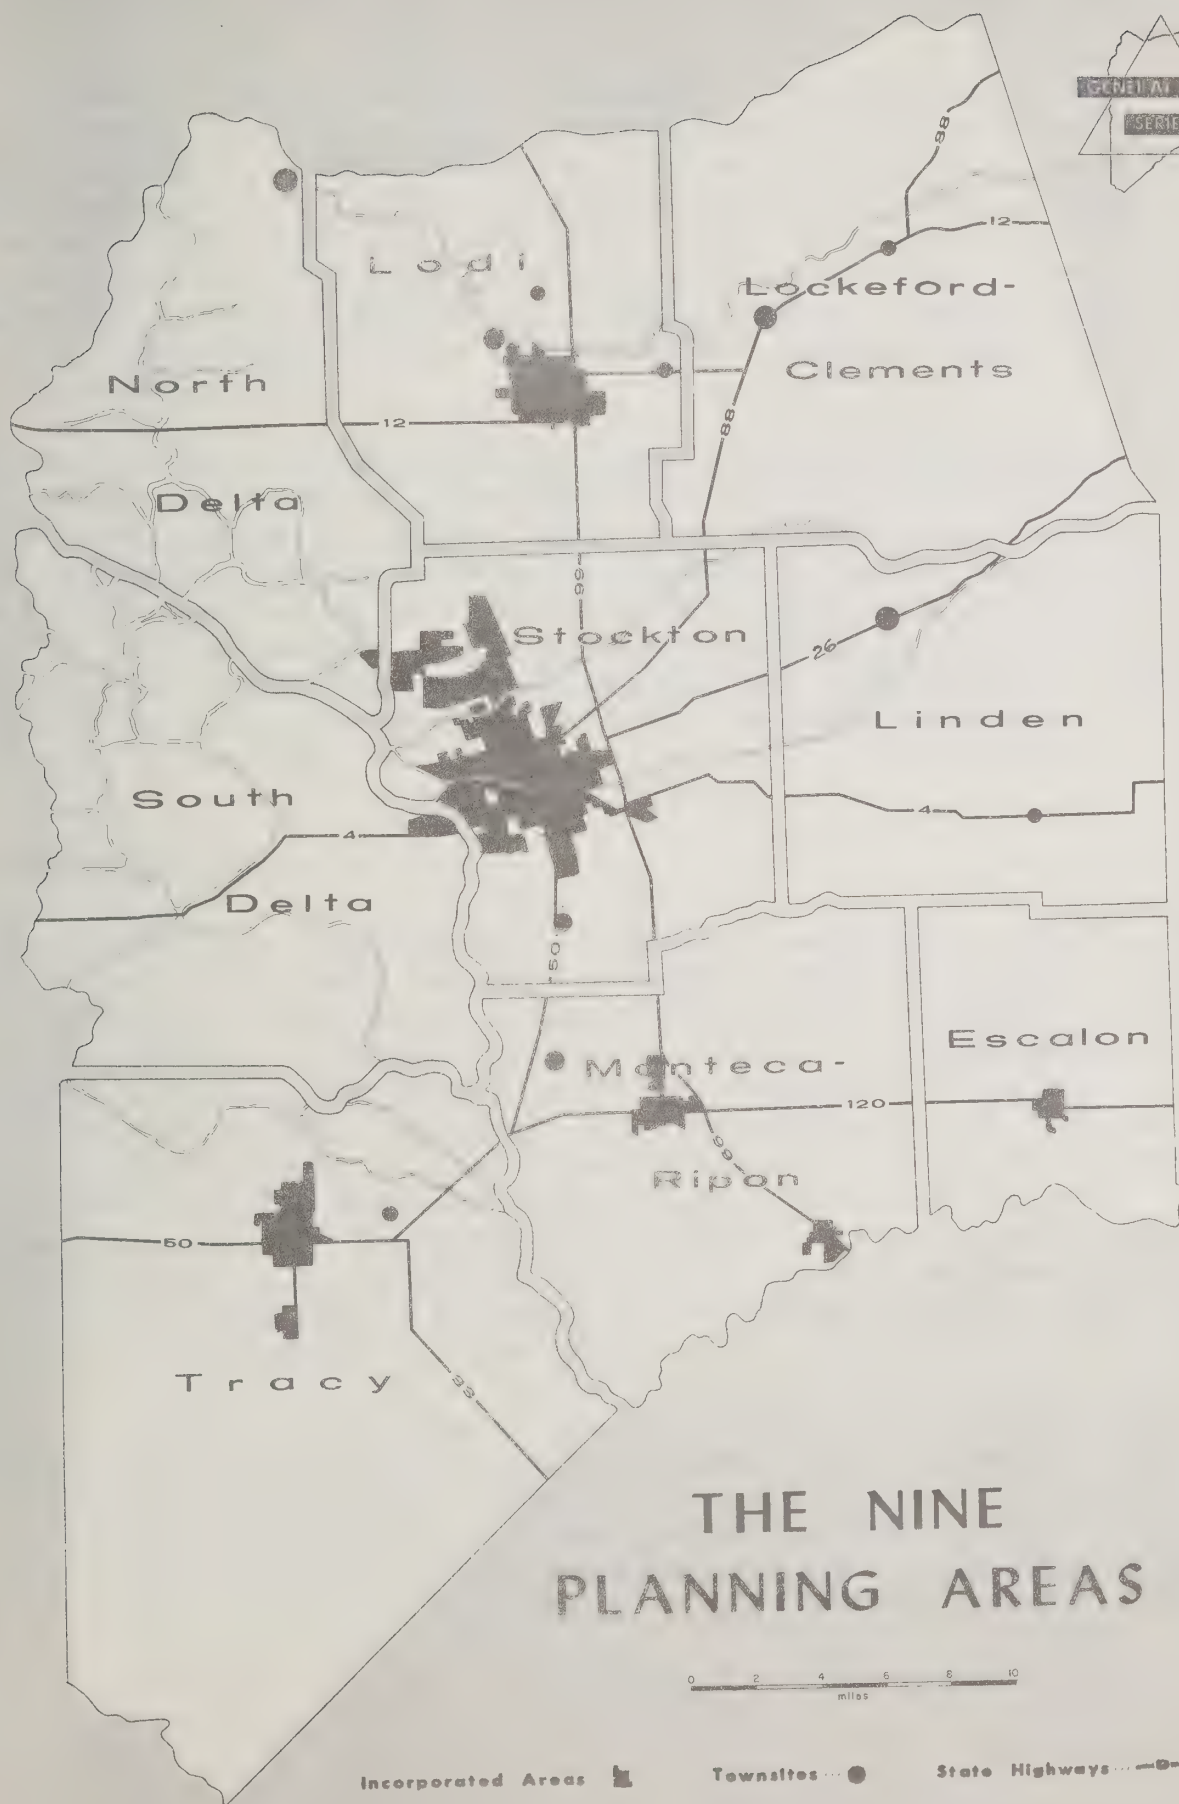 GENERAL
SERIE
88
12
Lodi
Lockeford-
Clements
North
12
88
Delta
99
Stockton
26
Linden
South
4
4
Delta
50
Escalon
Manteca-
120
99
Ripon
50
Tracy
33
THE NINE
PLANNING AREAS
0 2 4 6 8 10
miles
Incorporated Areas
Townsites
State Highways